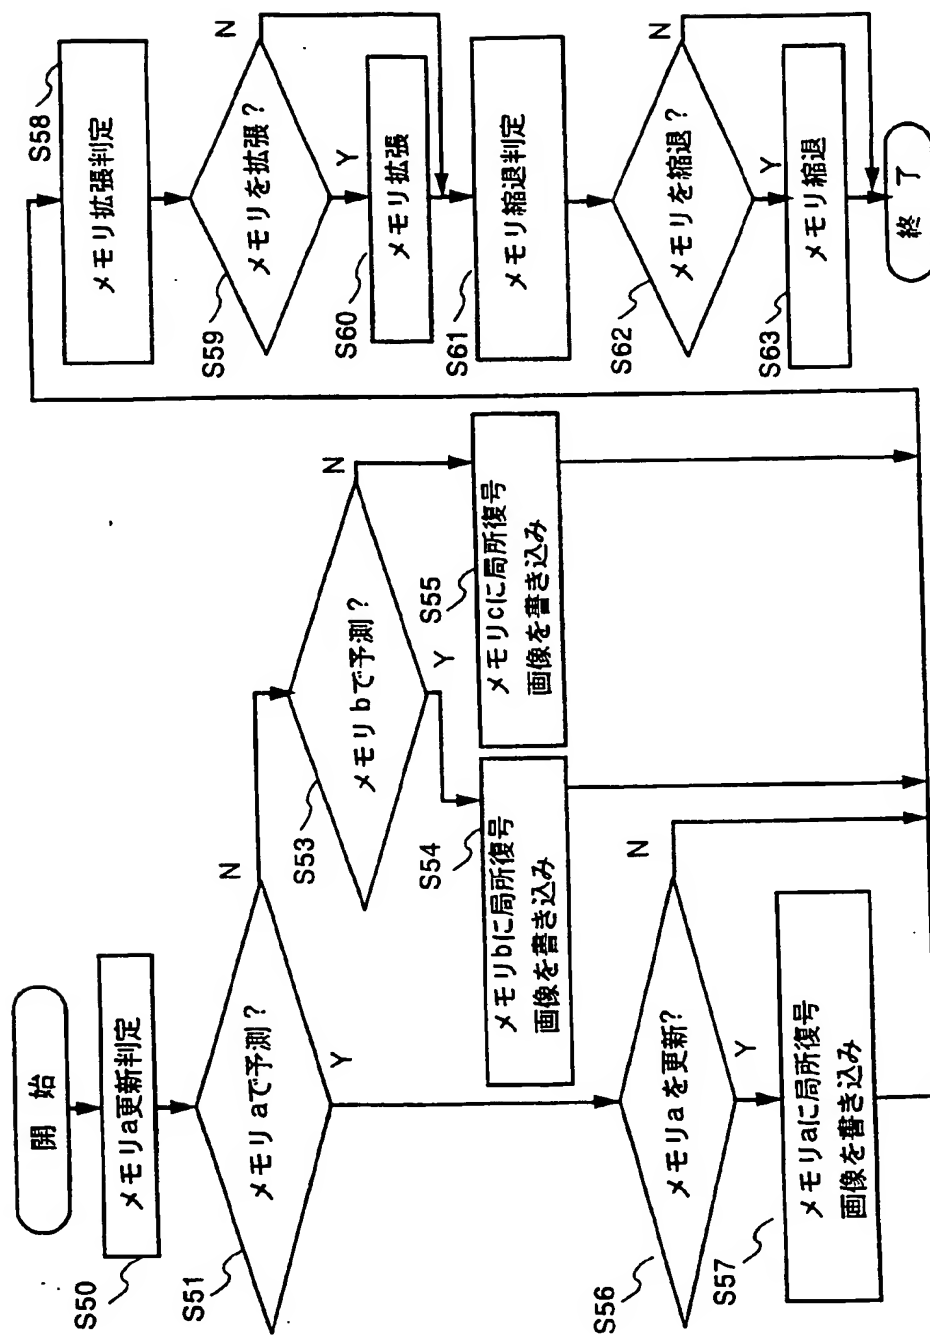 開 始
S50
メモリa更新判定
S51
メモリaで予測?
N
Y
S53
メモリbで予測?
N
Y
S54
メモリbに局所復号
画像を書き込み
S55
メモリcに局所復号
画像を書き込み
S56
メモリaを更新?
N
Y
S57
メモリaに局所復号
画像を書き込み
S58
メモリ拡張判定
S59
メモリを拡張?
N
Y
S60
メモリ拡張
S61
メモリ縮退判定
S62
メモリを縮退?
N
Y
S63
メモリ縮退
終 了